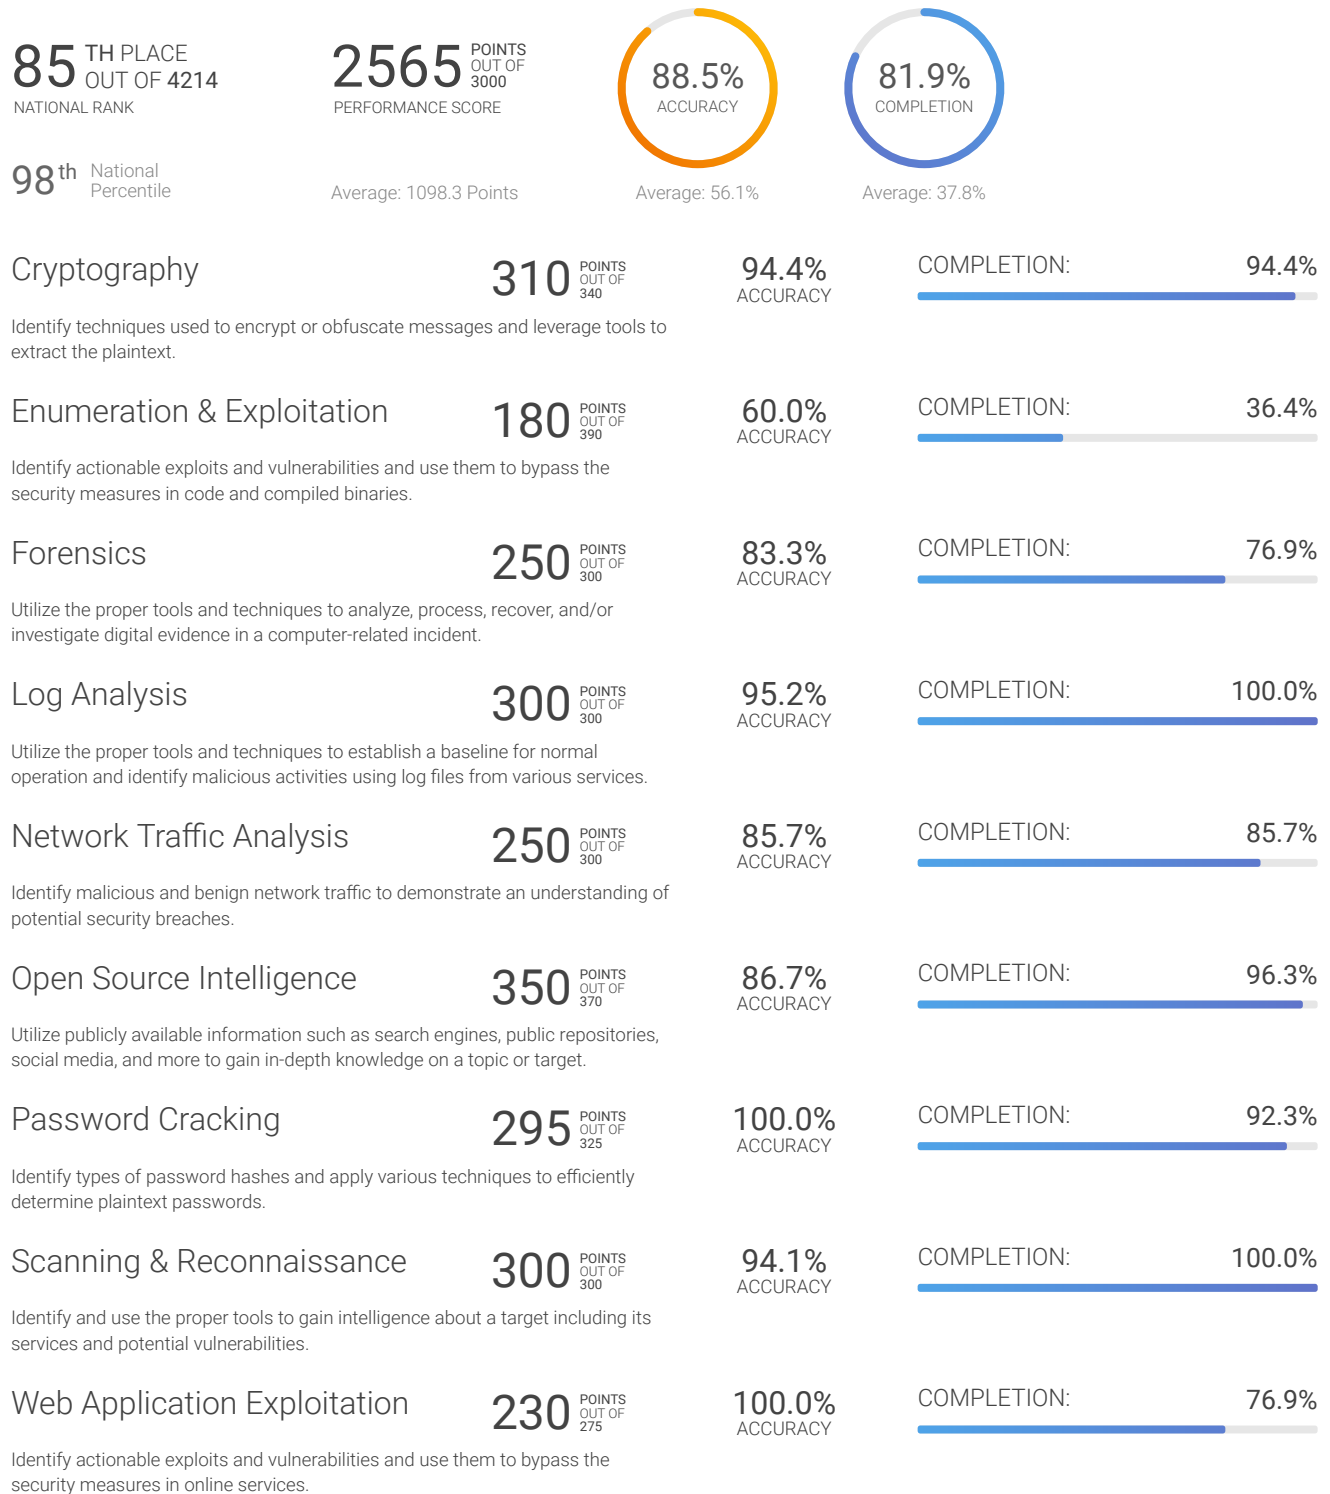 85 TH PLACE
OUT OF 4214
NATIONAL RANK
98th National
Percentile
2565 POINTS
OUT OF
3000
PERFORMANCE SCORE
Average: 1098.3 Points
88.5%
ACCURACY
Average: 56.1%
81.9%
COMPLETION
Average: 37.8%
Cryptography
310 POINTS
OUT OF
340
94.4%
ACCURACY
COMPLETION: 94.4%
Identify techniques used to encrypt or obfuscate messages and leverage tools to
extract the plaintext.
Enumeration & Exploitation
180 POINTS
OUT OF
390
60.0%
ACCURACY
COMPLETION: 36.4%
Identify actionable exploits and vulnerabilities and use them to bypass the
security measures in code and compiled binaries.
Forensics
250 POINTS
OUT OF
300
83.3%
ACCURACY
COMPLETION: 76.9%
Utilize the proper tools and techniques to analyze, process, recover, and/or
investigate digital evidence in a computer-related incident.
Log Analysis
300 POINTS
OUT OF
300
95.2%
ACCURACY
COMPLETION: 100.0%
Utilize the proper tools and techniques to establish a baseline for normal
operation and identify malicious activities using log files from various services.
Network Traffic Analysis
250 POINTS
OUT OF
300
85.7%
ACCURACY
COMPLETION: 85.7%
Identify malicious and benign network traffic to demonstrate an understanding of
potential security breaches.
Open Source Intelligence
350 POINTS
OUT OF
370
86.7%
ACCURACY
COMPLETION: 96.3%
Utilize publicly available information such as search engines, public repositories,
social media, and more to gain in-depth knowledge on a topic or target.
Password Cracking
295 POINTS
OUT OF
325
100.0%
ACCURACY
COMPLETION: 92.3%
Identify types of password hashes and apply various techniques to efficiently
determine plaintext passwords.
Scanning & Reconnaissance
300 POINTS
OUT OF
300
94.1%
ACCURACY
COMPLETION: 100.0%
Identify and use the proper tools to gain intelligence about a target including its
services and potential vulnerabilities.
Web Application Exploitation
230 POINTS
OUT OF
275
100.0%
ACCURACY
COMPLETION: 76.9%
Identify actionable exploits and vulnerabilities and use them to bypass the
security measures in online services.